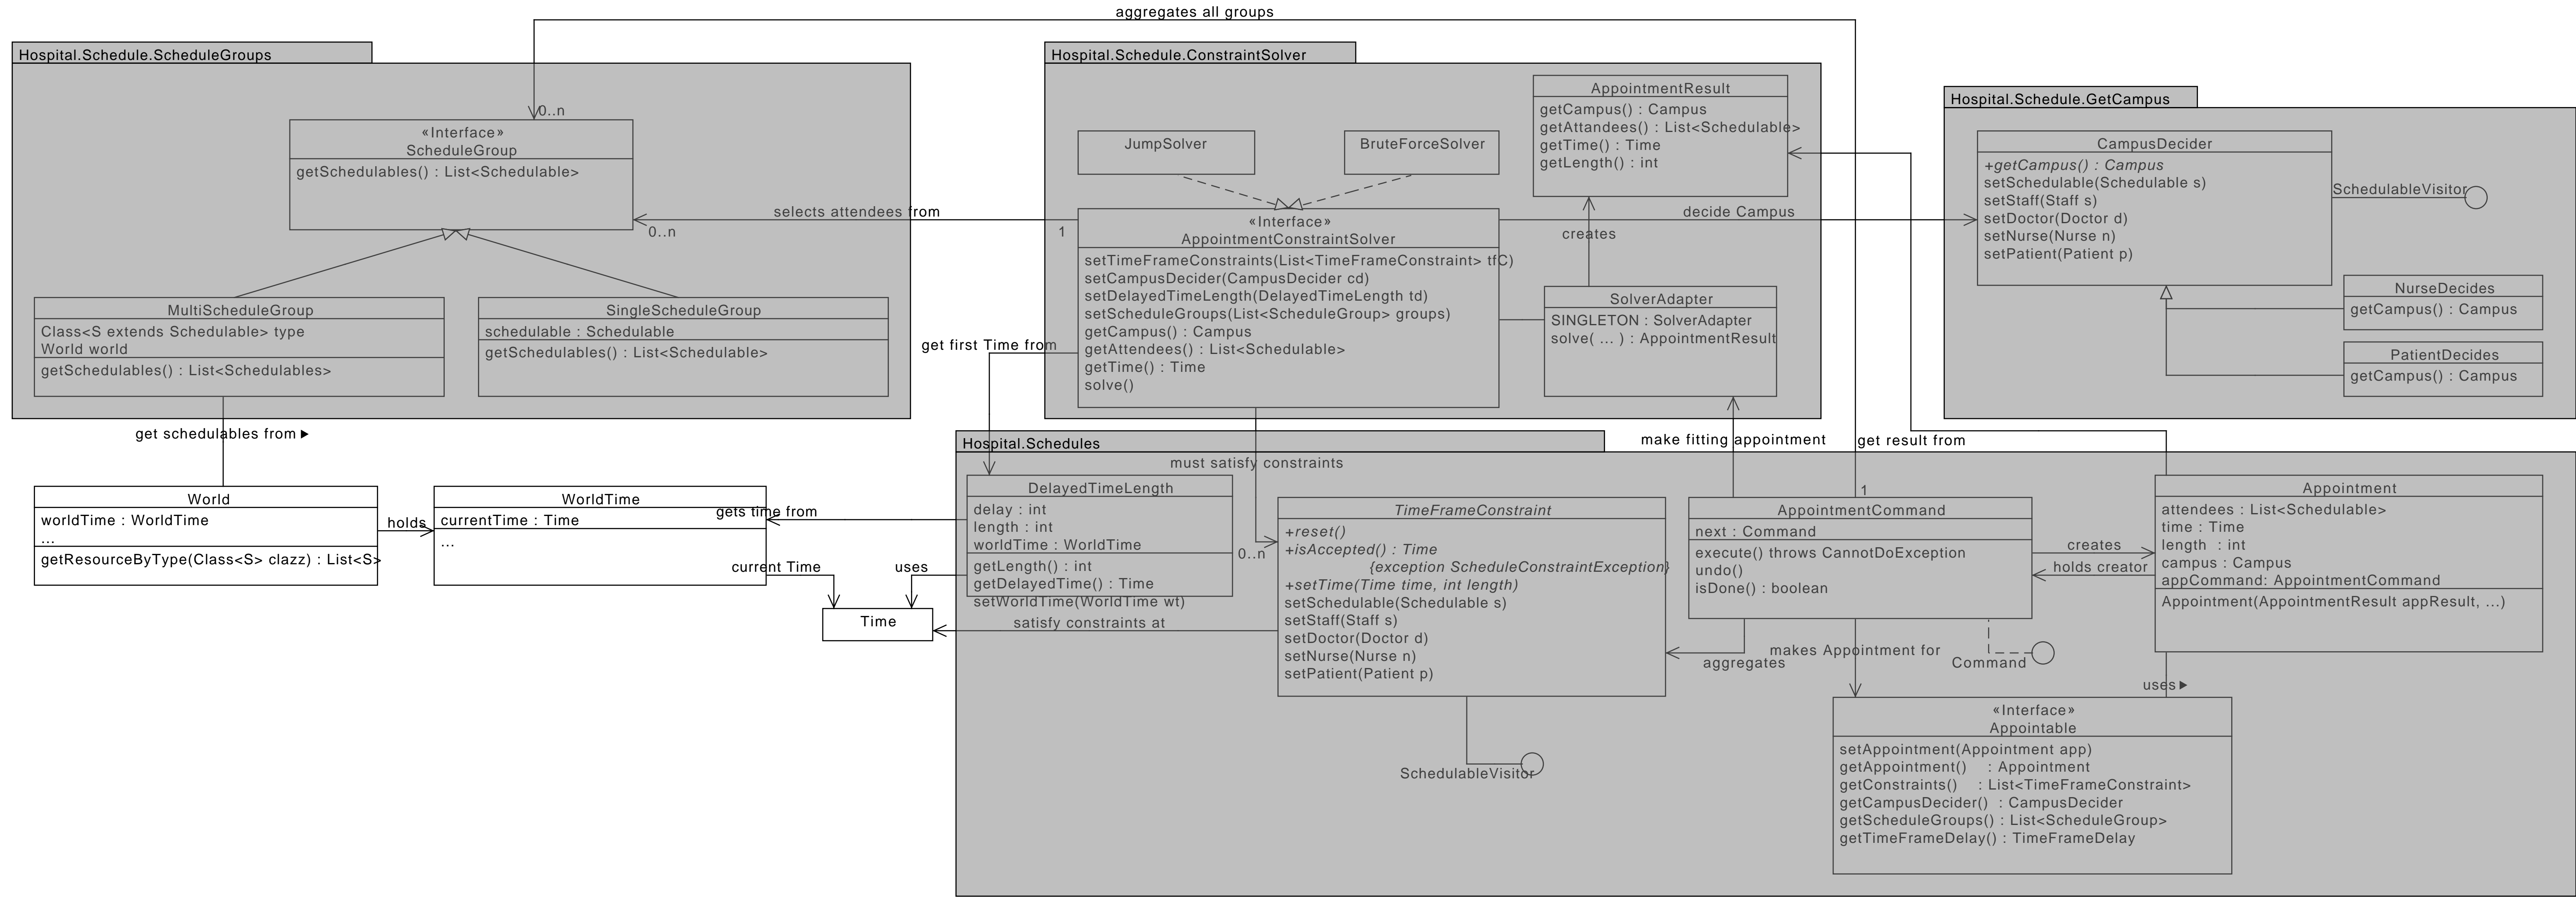 aggregates all groups
Hospital.Schedule.ScheduleGroups
0..n
«Interface»
ScheduleGroup
getSchedulables() : List<Schedulable>
selects attendees from
0..n
1
MultiScheduleGroup
Class<S extends Schedulable> type
World world
getSchedulables() : List<Schedulables>
SingleScheduleGroup
schedulable : Schedulable
getSchedulables() : List<Schedulable>
get schedulables from
Hospital.Schedule.ConstraintSolver
JumpSolver
BruteForceSolver
AppointmentResult
getCampus() : Campus
getAttandees() : List<Schedulable>
getTime() : Time
getLength() : int
«Interface»
AppointmentConstraintSolver
setTimeFrameConstraints(List<TimeFrameConstraint> tfC)
setCampusDecider(CampusDecider cd)
setDelayedTimeLength(DelayedTimeLength td)
setScheduleGroups(List<ScheduleGroup> groups)
getCampus() : Campus
getAttendees() : List<Schedulable>
getTime() : Time
solve()
creates
decide Campus
SolverAdapter
SINGLETON : SolverAdapter
solve( ... ) : AppointmentResult
get first Time from
Hospital.Schedule.GetCampus
CampusDecider
+getCampus() : Campus
setSchedulable(Schedulable s)
setStaff(Staff s)
setDoctor(Doctor d)
setNurse(Nurse n)
setPatient(Patient p)
SchedulableVisitor
NurseDecides
getCampus() : Campus
PatientDecides
getCampus() : Campus
World
worldTime : WorldTime
...
getResourceByType(Class<S> clazz) : List<S>
holds
WorldTime
currentTime : Time
...
gets time from
current Time
uses
Time
Hospital.Schedules
must satisfy constraints
make fitting appointment
get result from
DelayedTimeLength
delay : int
length : int
worldTime : WorldTime
getLength() : int
getDelayedTime() : Time
setWorldTime(WorldTime wt)
satisfy constraints at
0..n
TimeFrameConstraint
+reset()
+isAccepted() : Time
{exception ScheduleConstraintException}
+setTime(Time time, int length)
setSchedulable(Schedulable s)
setStaff(Staff s)
setDoctor(Doctor d)
setNurse(Nurse n)
setPatient(Patient p)
SchedulableVisitor
1
AppointmentCommand
next : Command
execute() throws CannotDoException
undo()
isDone() : boolean
aggregates
makes Appointment for
Command
creates
holds creator
Appointment
attendees : List<Schedulable>
time : Time
length  : int
campus : Campus
appCommand: AppointmentCommand
Appointment(AppointmentResult appResult, ...)
uses
«Interface»
Appointable
setAppointment(Appointment app)
getAppointment()    : Appointment
getConstraints()    : List<TimeFrameConstraint>
getCampusDecider()  : CampusDecider
getScheduleGroups() : List<ScheduleGroup>
getTimeFrameDelay() : TimeFrameDelay